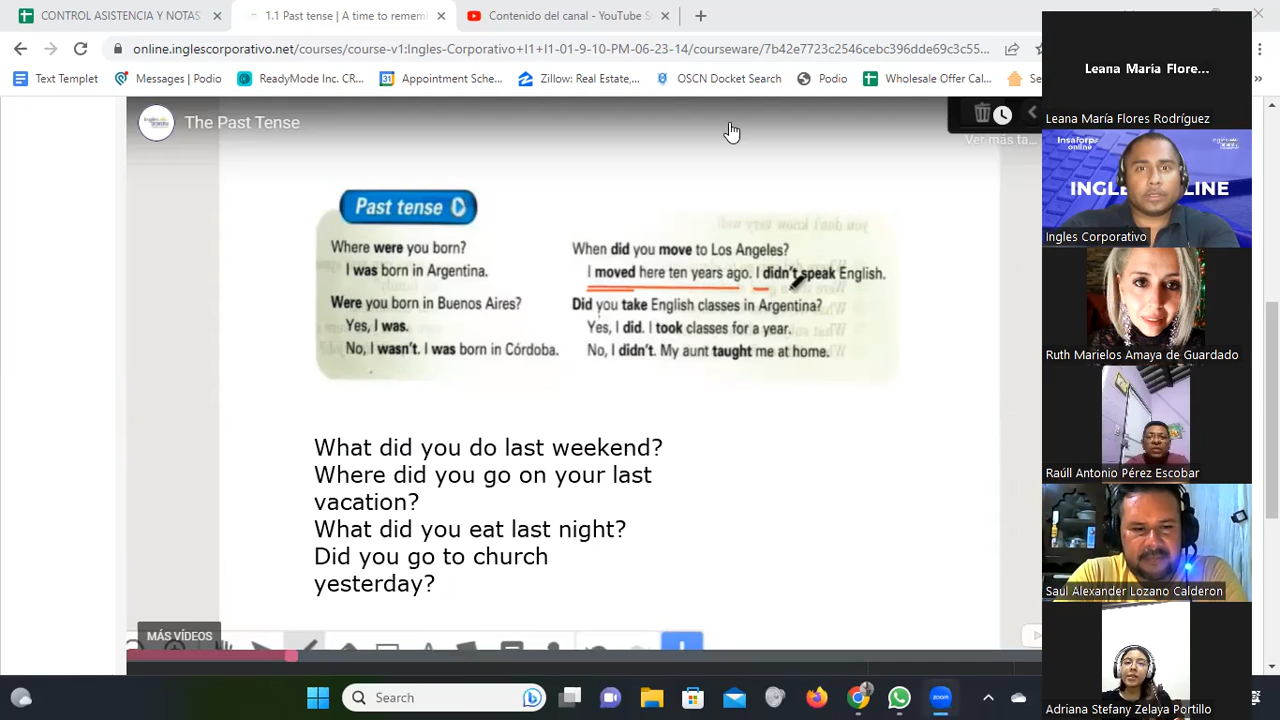 CONTROL ASISTENCIA Y NOTAS
1.1 Past tense | A time to remem
Contenido del canal - YouTube S
online.inglescorporativo.net/courses/course-v1:Ingles-Corporativo+I1+I1-01-9-10-PM-06-23-14/courseware/7b42e7723c2546cebc396dde69c3c55...
Text Templet
Messages | Podio
ReadyMode Inc. CR...
Appointment Sche...
Zillow: Real Estate,...
OSCN Docket Search
Podio
Wholesale Offer Cal...
Se
The Past Tense
Ver más ta...
Past tense
Where were you born?
I was born in Argentina.
Were you born in Buenos Aires?
Yes, I was.
No, I wasn't. I was born in Córdoba.
When did you move to Los Angeles?
I moved here ten years ago. I didn't speak English.
Did you take English classes in Argentina?
Yes, I did. I took classes for a year.
No, I didn't. My aunt taught me at home.
What did you do last weekend?
Where did you go on your last
vacation?
What did you eat last night?
Did you go to church
yesterday?
MÁS VÍDEOS
Search
Leana María Flore...
Leana María Flores Rodríguez
Insaforp
online
INGL LINE
Ingles Corporativo
Ruth Marielos Amaya de Guardado
Raúll Antonio Pérez Escobar
Saul Alexander Lozano Calderon
Adriana Stefany Zelaya Portillo